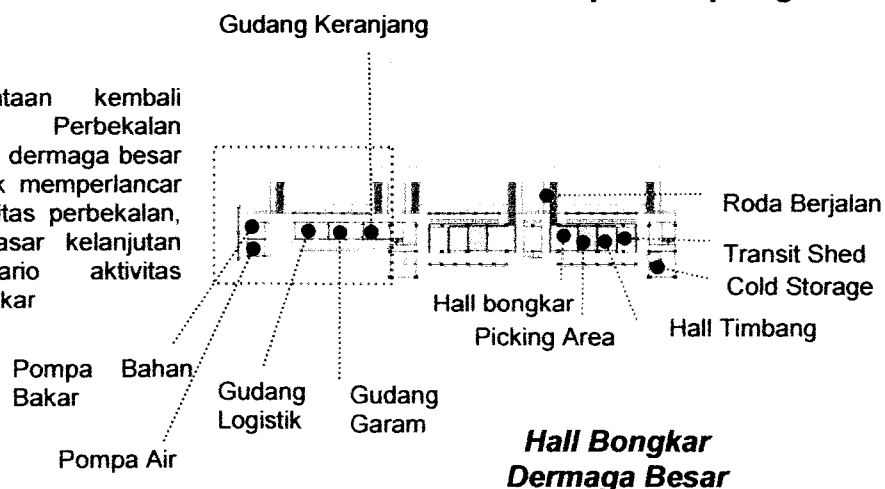 Gudang Keranjang
kembali
Perbekalan
dermaga besar
memperlancar
perbekalan,
kelanjutan
aktivitas
Roda Berjalan
Transit Shed
Cold Storage
Hall bongkar
Picking Area
Hall Timbang
Pompa Bahan
Bakar
Gudang
Logistik
Gudang
Garam
Pompa Air
Hall Bongkar
Dermaga Besar